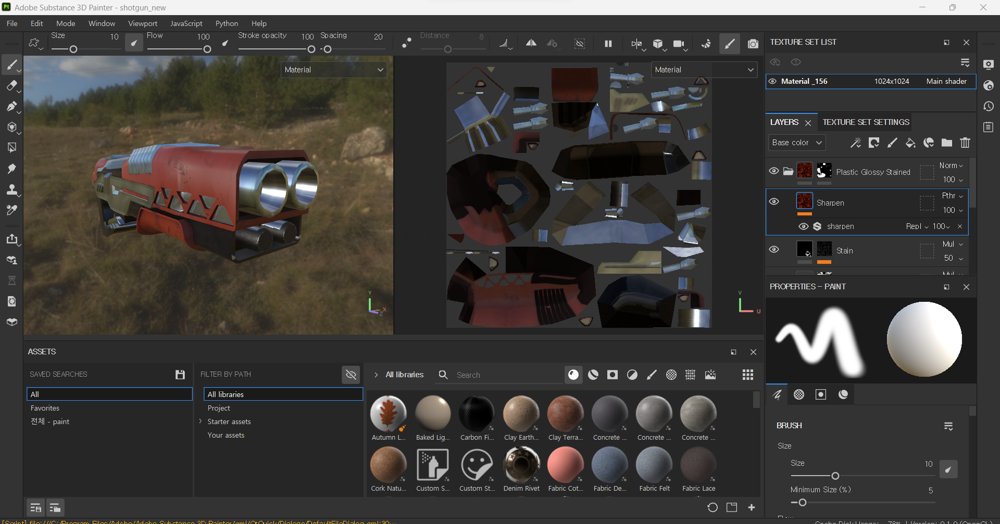 Pt Adobe Substance 3D Painter - shotgun_new
File Edit Mode Window Viewport JavaScript Python Help
Size 10 Flow 100 Stroke opacity 100 Spacing 20 Distance 8
Material
Material
Y
X
Z
V
U
TEXTURE SET LIST
Material _156 1024x1024 Main shader
LAYERS TEXTURE SET SETTINGS
Base color
Plastic Glossy Stained Norm
100
Sharpen Pthr
100
sharpen Repl 100
Stain Mul
50
Mul
PROPERTIES - PAINT
BRUSH
Size
Size 10
Minimum Size (%) 5
Flow
ASSETS
SAVED SEARCHES
All
Favorites
전체 - paint
FILTER BY PATH
All libraries
Project
Starter assets
Your assets
All libraries Search
Autumn L... Baked Lig... Carbon Fi... Clay Earth... Clay Terra... Concrete ... Concrete ... Concrete ...
Cork Natu... Custom S... Custom St... Denim Rivet Fabric Cot... Fabric De... Fabric Felt Fabric Lace
[Script] file:///C:/Program Files/Adobe/Adobe Substance 3D Painter/qml/QtQuick/Dialogs/DefaultFileDialog.qml:30...
Cache Disk Usage: 78% | Version: 9.1.0 (OpenGL)